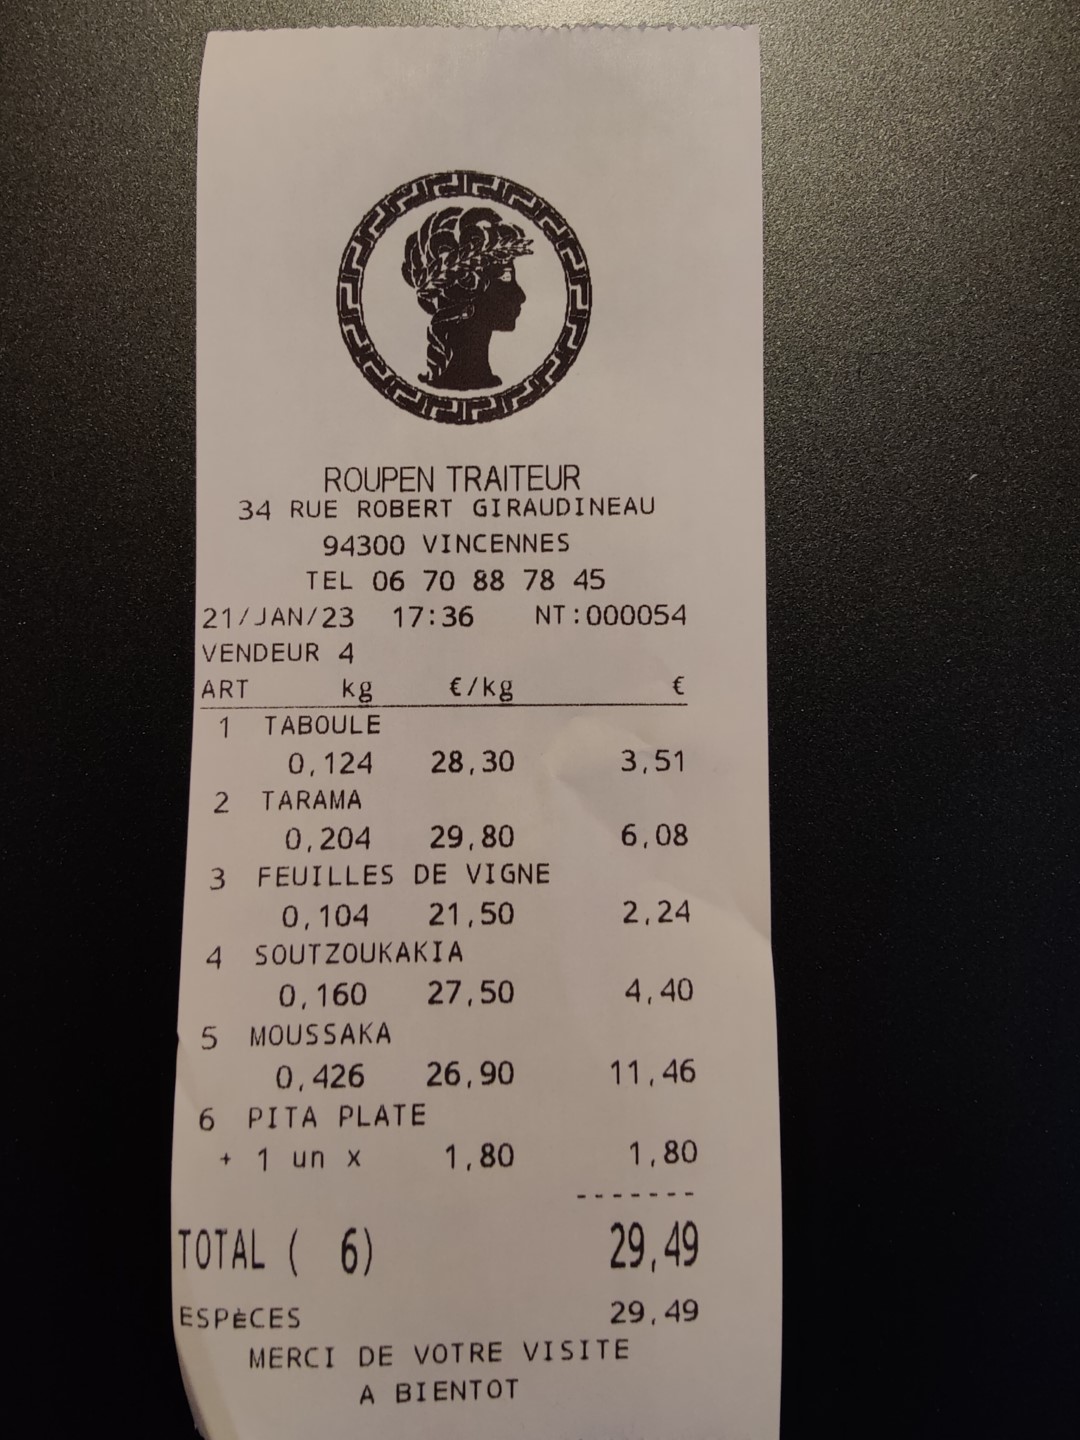 ROUPEN TRAITEUR
34 RUE ROBERT GIRAUDINEAU
94300 VINCENNES
TEL 06 70 88 78 45
21/JAN/23 17:36 NT:000054
VENDEUR 4
ART kg €/kg €
1 TABOULE
0,124 28,30 3,51
2 TARAMA
0,204 29,80 6,08
3 FEUILLES DE VIGNE
0,104 21,50 2,24
4 SOUTZOUKAKIA
0,160 27,50 4,40
5 MOUSSAKA
0,426 26,90 11,46
6 PITA PLATE
+ 1 un x 1,80 1,80
-------
TOTAL ( 6) 29,49
ESPÈCES 29,49
MERCI DE VOTRE VISITE
A BIENTOT